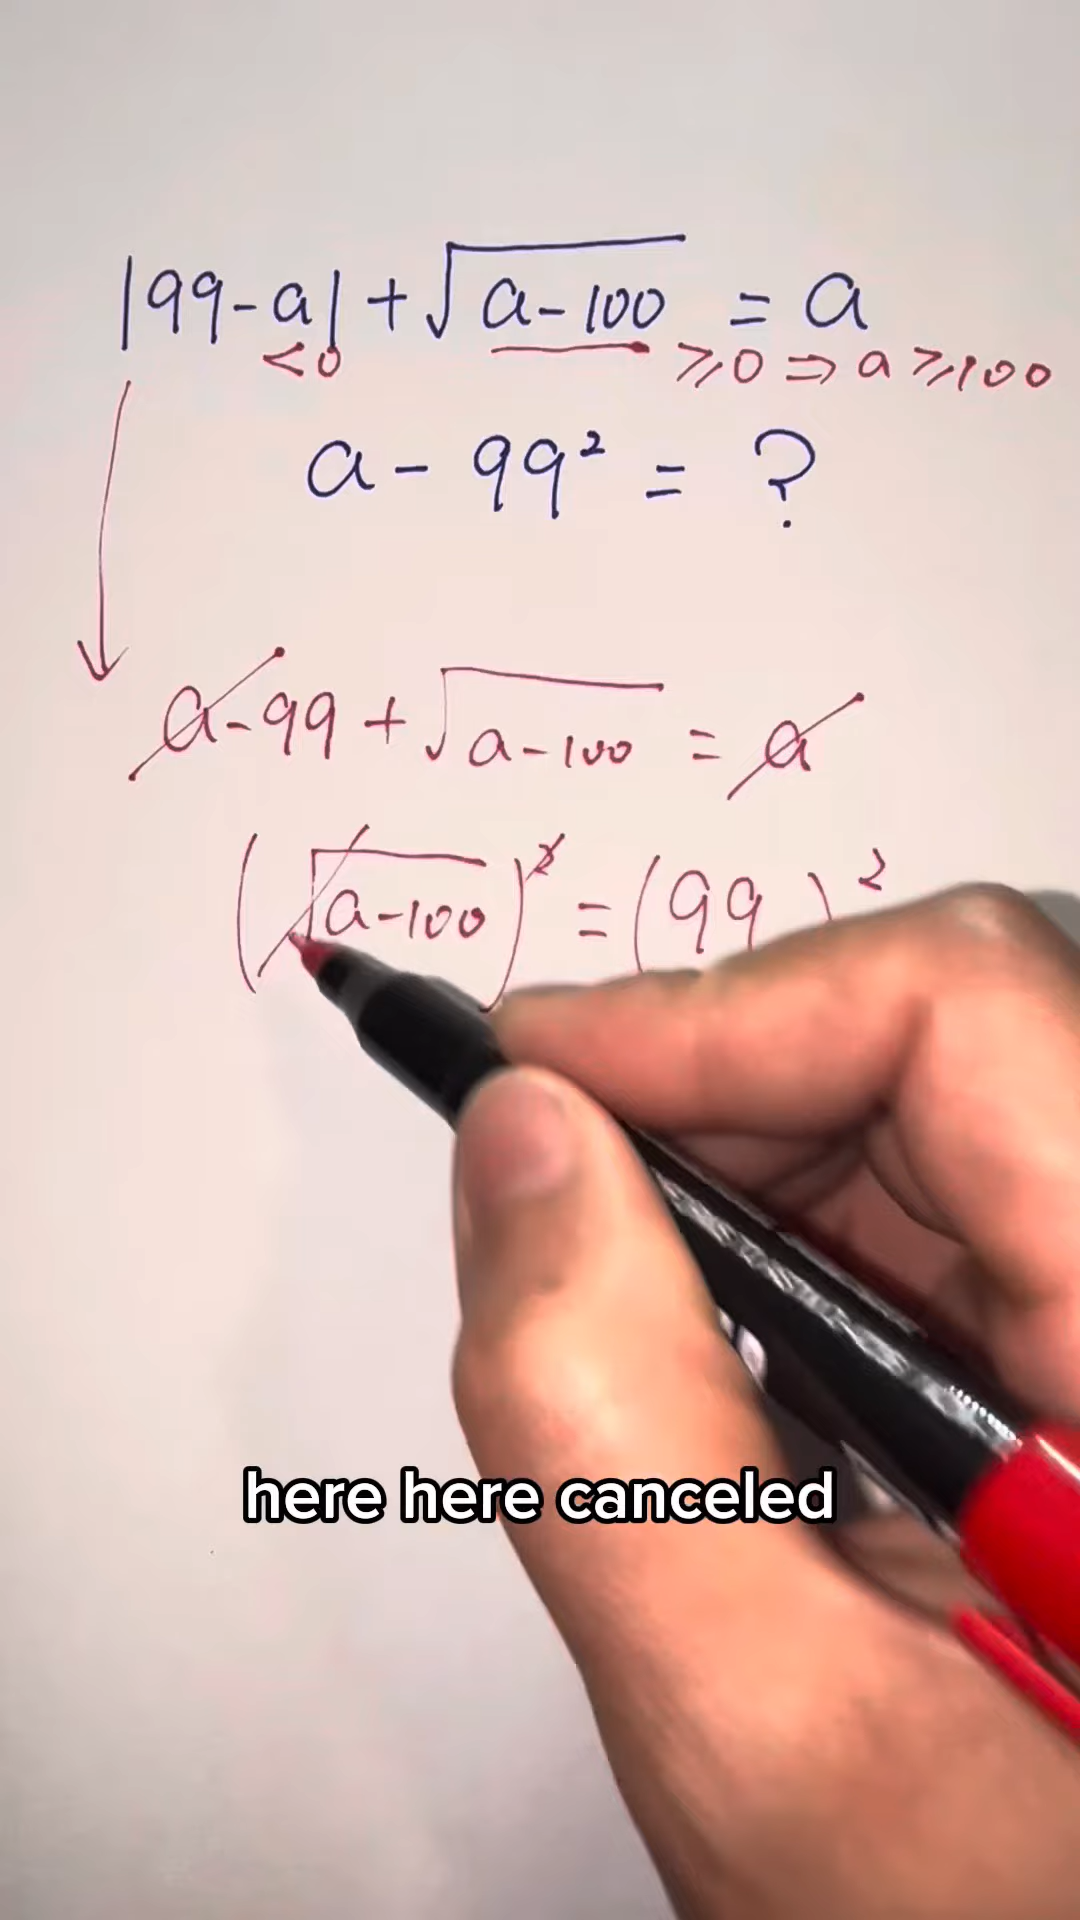 |99-a| + √(a-100) = a
<0 ⩾0 ⇒ a ⩾100
a - 99² = ?
a-99 + √(a-100) = a
(√(a-100))² = (99)²
here here canceled